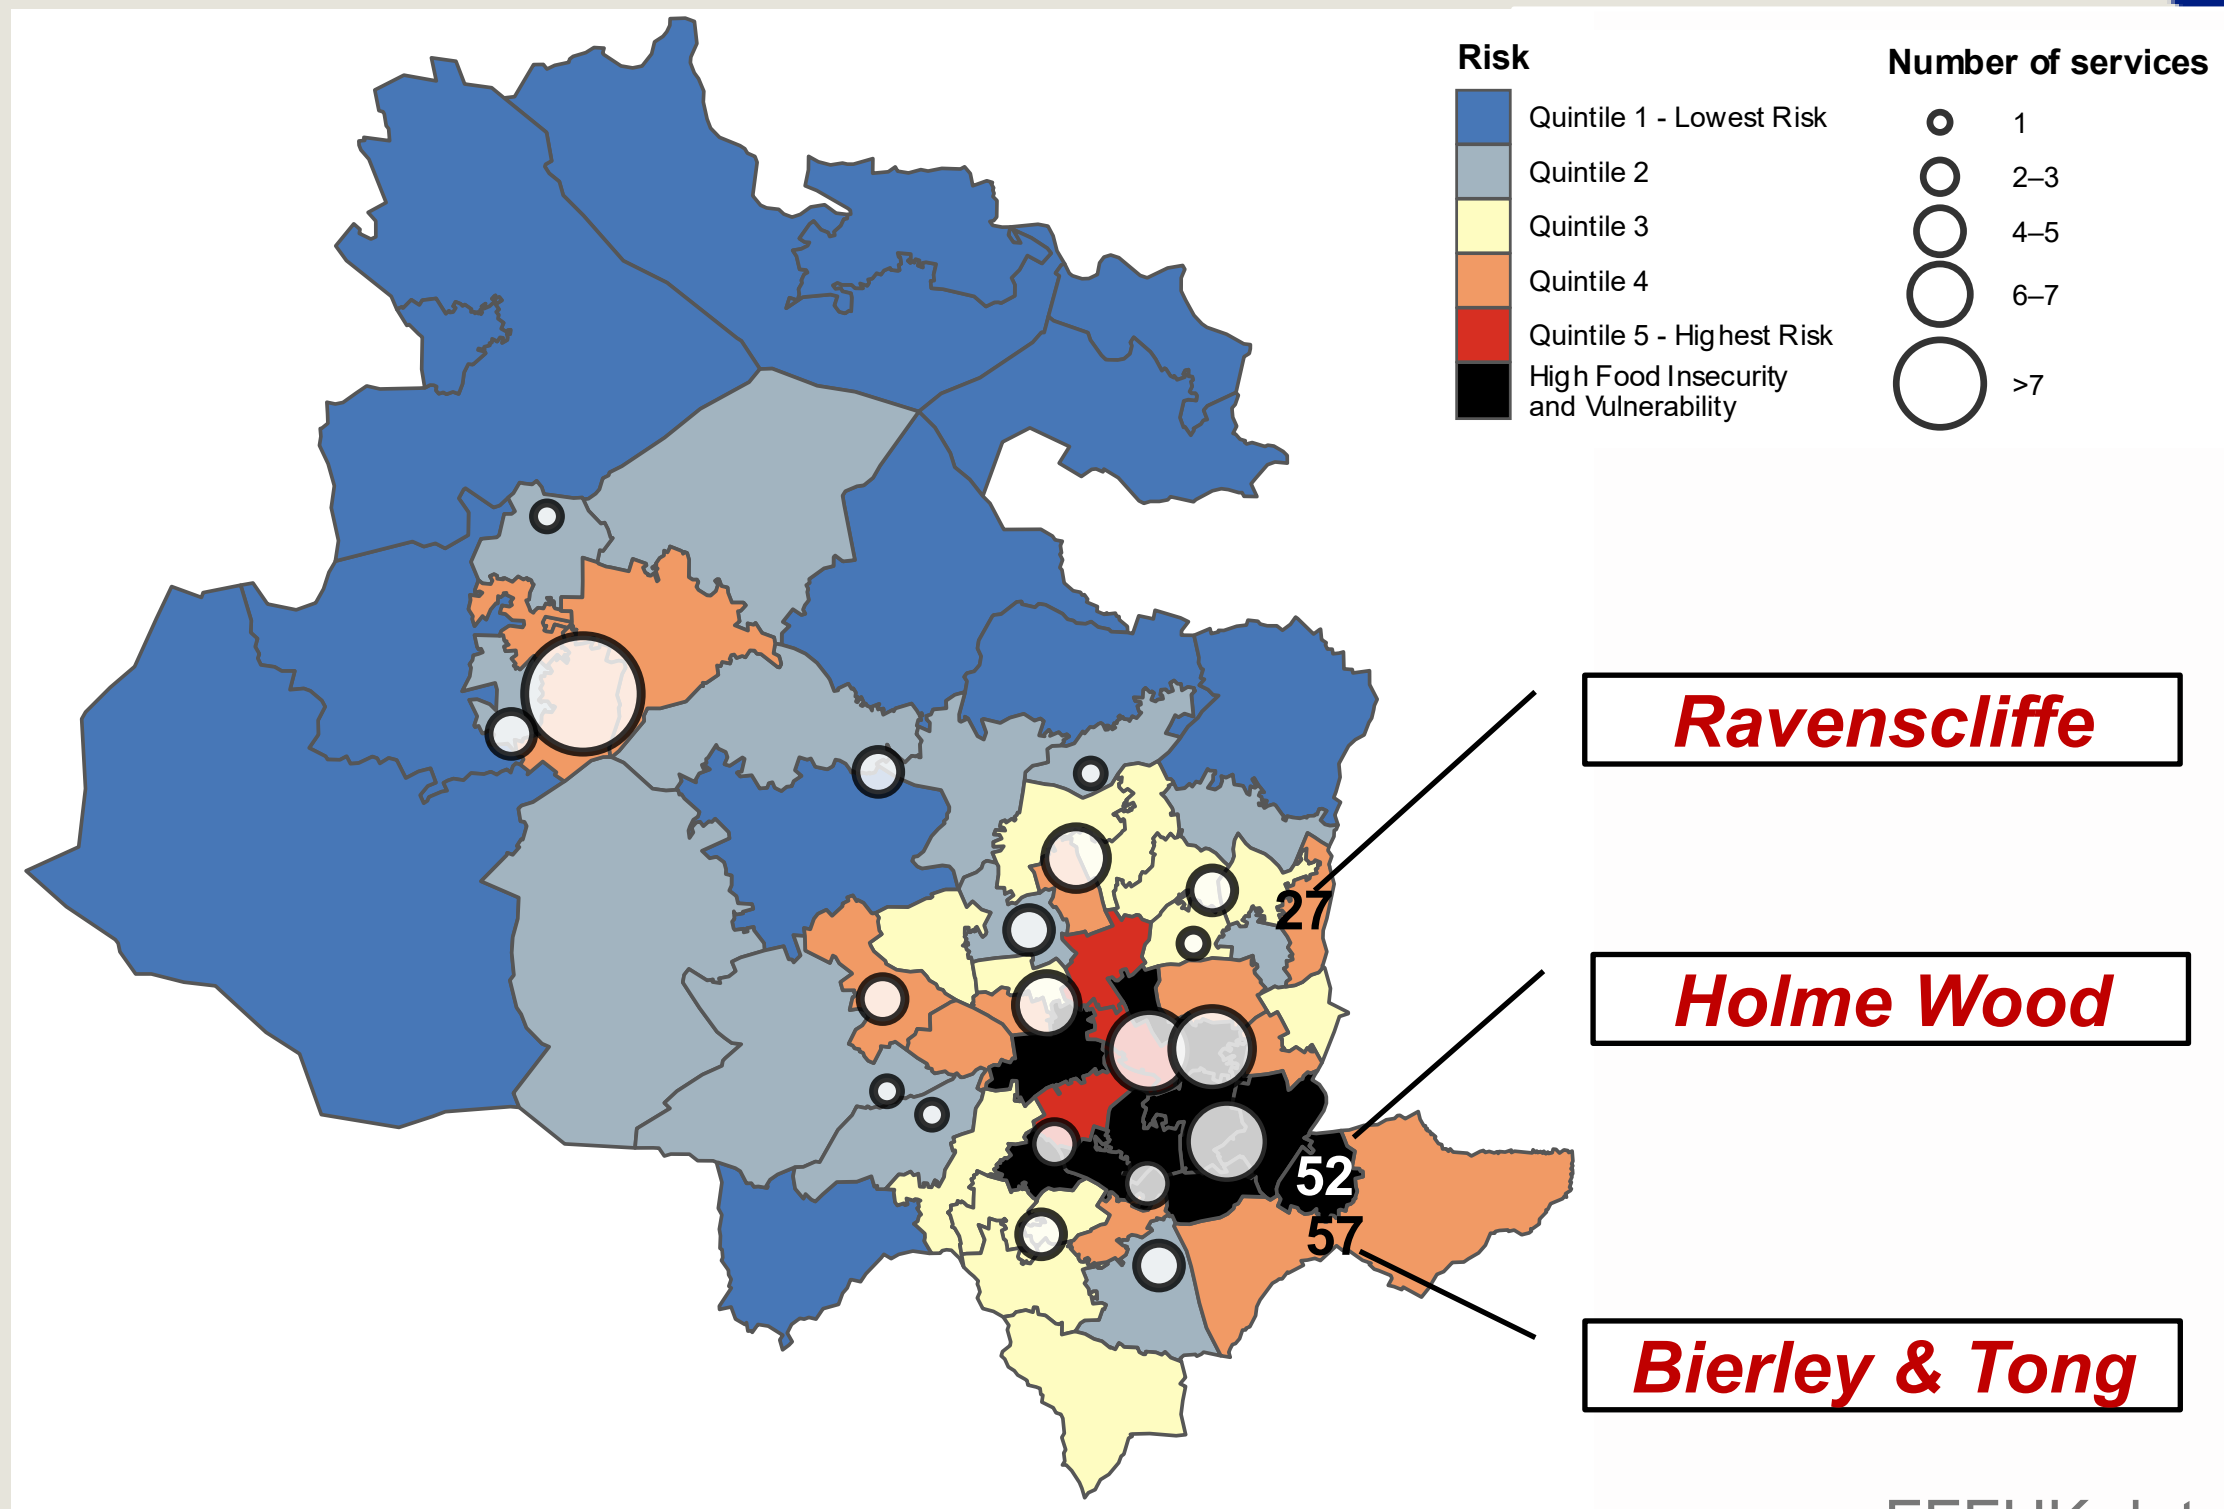 Risk
Quintile 1 - Lowest Risk
Quintile 2
Quintile 3
Quintile 4
Quintile 5 - Highest Risk
High Food Insecurity
and Vulnerability
Number of services
1
2–3
4–5
6–7
>7
Ravenscliffe
27
Holme Wood
52
57
Bierley & Tong